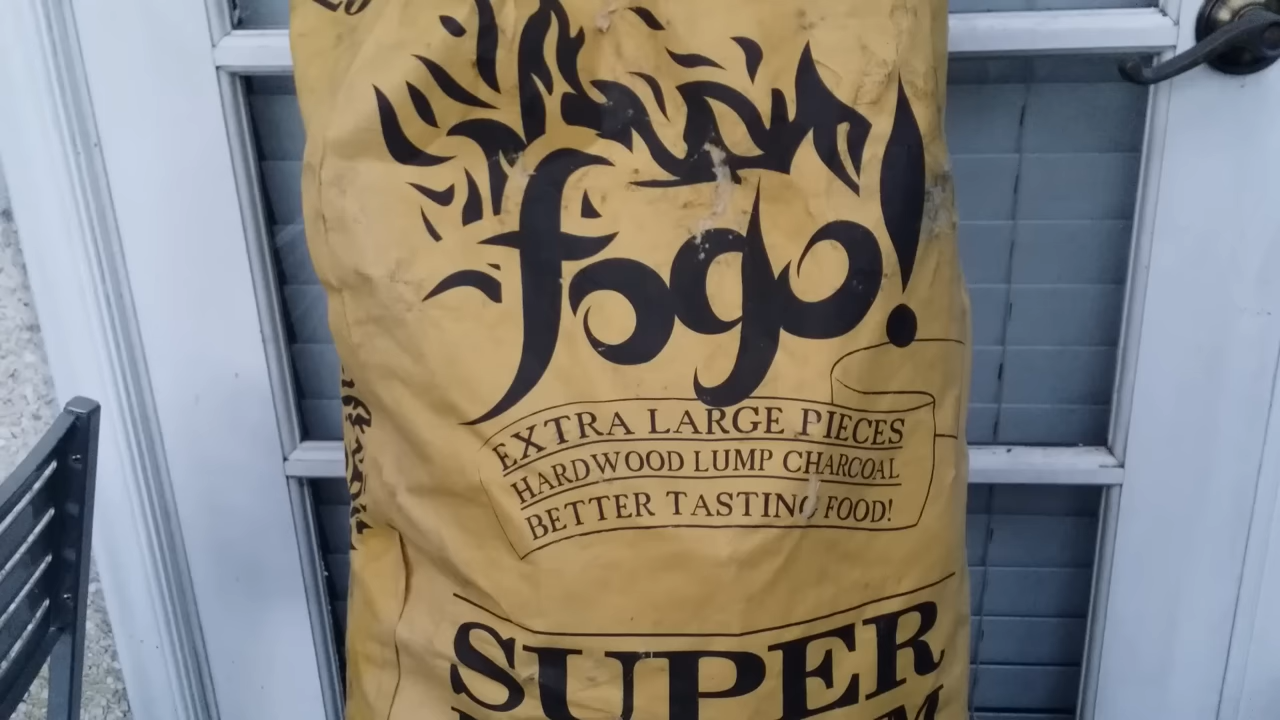 fogo!
EXTRA LARGE PIECES
HARDWOOD LUMP CHARCOAL
BETTER TASTING FOOD!
SUPER